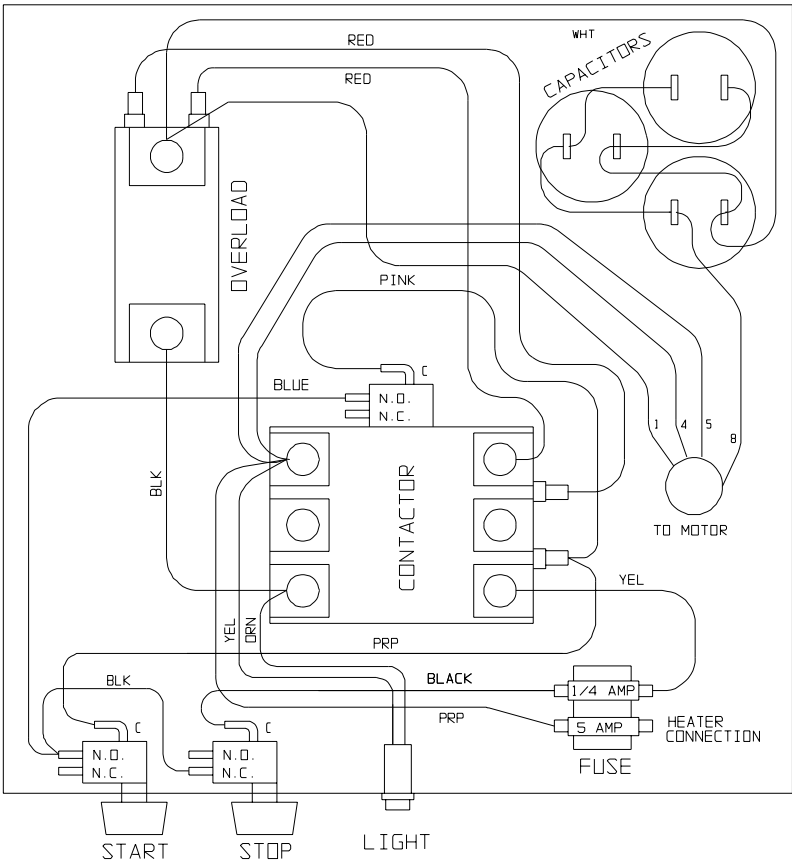 RED
WHT
CAPACITORS
RED
OVERLOAD
PINK
C
BLUE
N.O.
N.C.
1
4
5
8
BLK
CONTACTOR
TO MOTOR
YEL
ORN
YEL
PRP
BLK
BLACK
1/4 AMP
PRP
5 AMP
HEATER
CONNECTION
C
C
N.O.
N.C.
N.O.
N.C.
FUSE
START
STOP
LIGHT